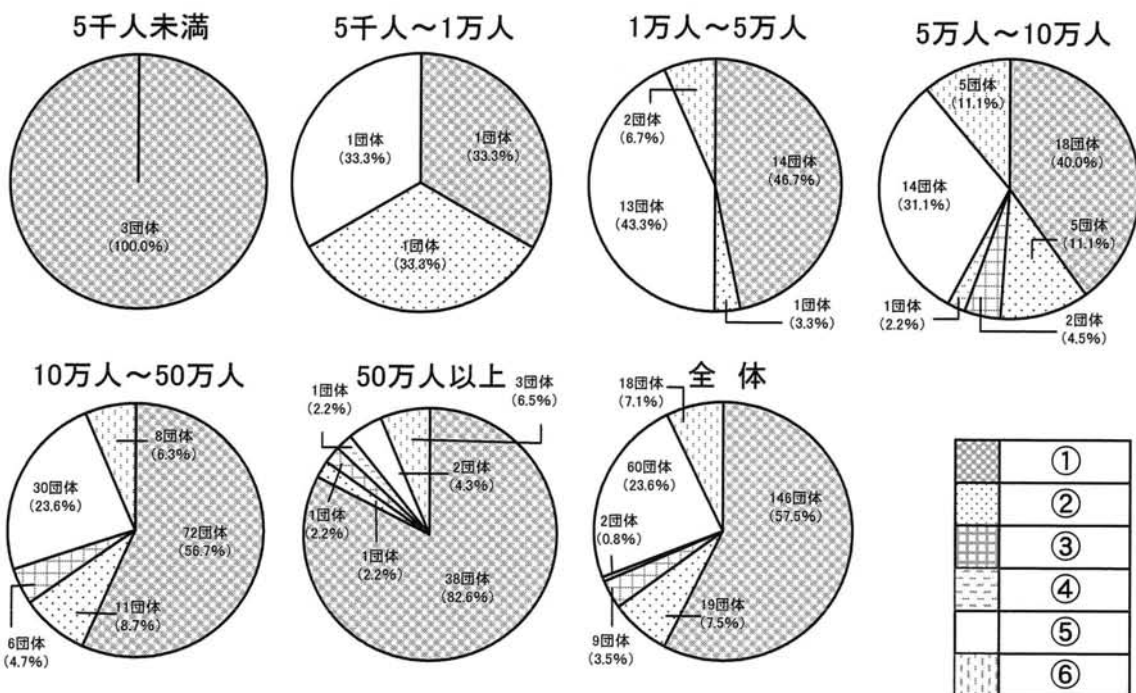 5千人未満
3団体
(100.0%)
5千人～1万人
1団体
(33.3%)
1団体
(33.3%)
1団体
(33.3%)
1万人～5万人
2団体
(6.7%)
14団体
(46.7%)
13団体
(43.3%)
1団体
(3.3%)
5万人～10万人
5団体
(11.1%)
18団体
(40.0%)
14団体
(31.1%)
5団体
(11.1%)
1団体
(2.2%)
2団体
(4.5%)
10万人～50万人
8団体
(6.3%)
30団体
(23.6%)
72団体
(56.7%)
11団体
(8.7%)
6団体
(4.7%)
50万人以上
1団体
(2.2%)
3団体
(6.5%)
2団体
(4.3%)
1団体
(2.2%)
1団体
(2.2%)
38団体
(82.6%)
全 体
18団体
(7.1%)
60団体
(23.6%)
146団体
(57.5%)
2団体
(0.8%)
19団体
(7.5%)
9団体
(3.5%)
①
②
③
④
⑤
⑥